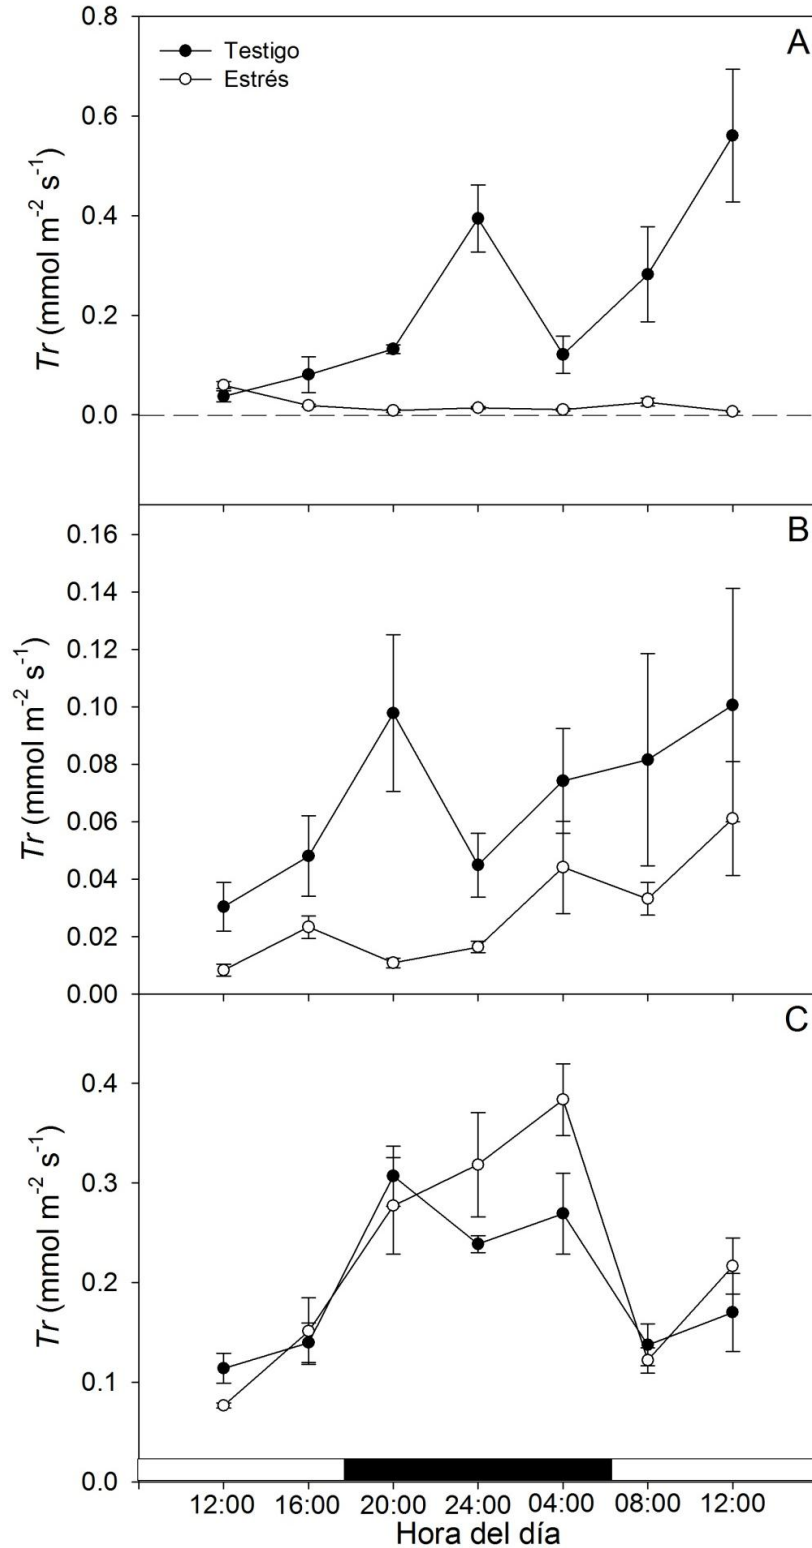 A
Testigo
Estrés
0.8
0.6
0.4
0.2
0.0
Tr (mmol m⁻² s⁻¹)
B
0.16
0.14
0.12
0.10
0.08
0.06
0.04
0.02
0.00
Tr (mmol m⁻² s⁻¹)
C
0.4
0.3
0.2
0.1
0.0
Tr (mmol m⁻² s⁻¹)
12:00 16:00 20:00 24:00 04:00 08:00 12:00
Hora del día